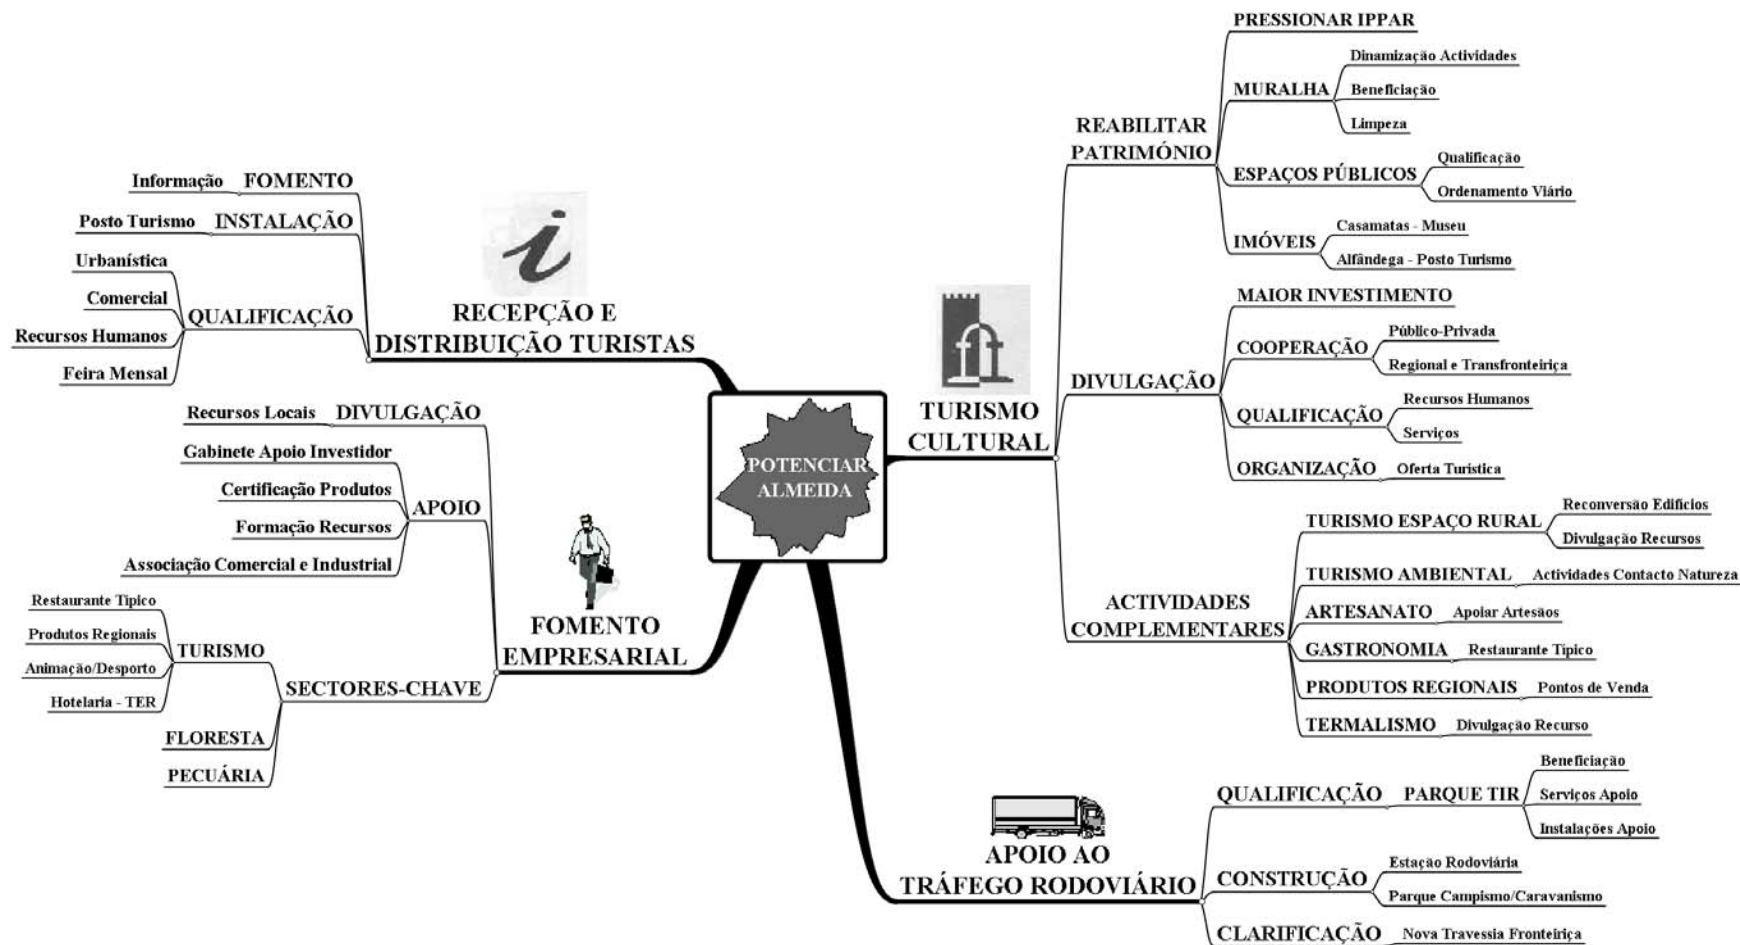 POTENCIAR
ALMEIDA
RECEPÇÃO E
DISTRIBUIÇÃO TURISTAS
FOMENTO
Informação
INSTALAÇÃO
Posto Turismo
QUALIFICAÇÃO
Urbanística
Comercial
Recursos Humanos
Feira Mensal
FOMENTO
EMPRESARIAL
DIVULGAÇÃO
Recursos Locais
APOIO
Gabinete Apoio Investidor
Certificação Produtos
Formação Recursos
Associação Comercial e Industrial
SECTORES-CHAVE
TURISMO
Restaurante Típico
Produtos Regionais
Animação/Desporto
Hotelaria - TER
FLORESTA
PECUÁRIA
TURISMO
CULTURAL
REABILITAR
PATRIMÓNIO
PRESSIONAR IPPAR
MURALHA
Dinamização Actividades
Beneficiação
Limpeza
ESPAÇOS PÚBLICOS
Qualificação
Ordenamento Viário
IMÓVEIS
Casamatas - Museu
Alfândega - Posto Turismo
DIVULGAÇÃO
MAIOR INVESTIMENTO
COOPERAÇÃO
Público-Privada
Regional e Transfronteiriça
QUALIFICAÇÃO
Recursos Humanos
Serviços
ORGANIZAÇÃO
Oferta Turística
ACTIVIDADES
COMPLEMENTARES
TURISMO ESPAÇO RURAL
Reconversão Edifícios
Divulgação Recursos
TURISMO AMBIENTAL
Actividades Contacto Natureza
ARTESANATO
Apoiar Artesãos
GASTRONOMIA
Restaurante Típico
PRODUTOS REGIONAIS
Pontos de Venda
TERMALISMO
Divulgação Recurso
APOIO AO
TRÁFEGO RODOVIÁRIO
QUALIFICAÇÃO
PARQUE TIR
Beneficiação
Serviços Apoio
Instalações Apoio
CONSTRUÇÃO
Estação Rodoviária
Parque Campismo/Caravanismo
CLARIFICAÇÃO
Nova Travessia Fronteiriça